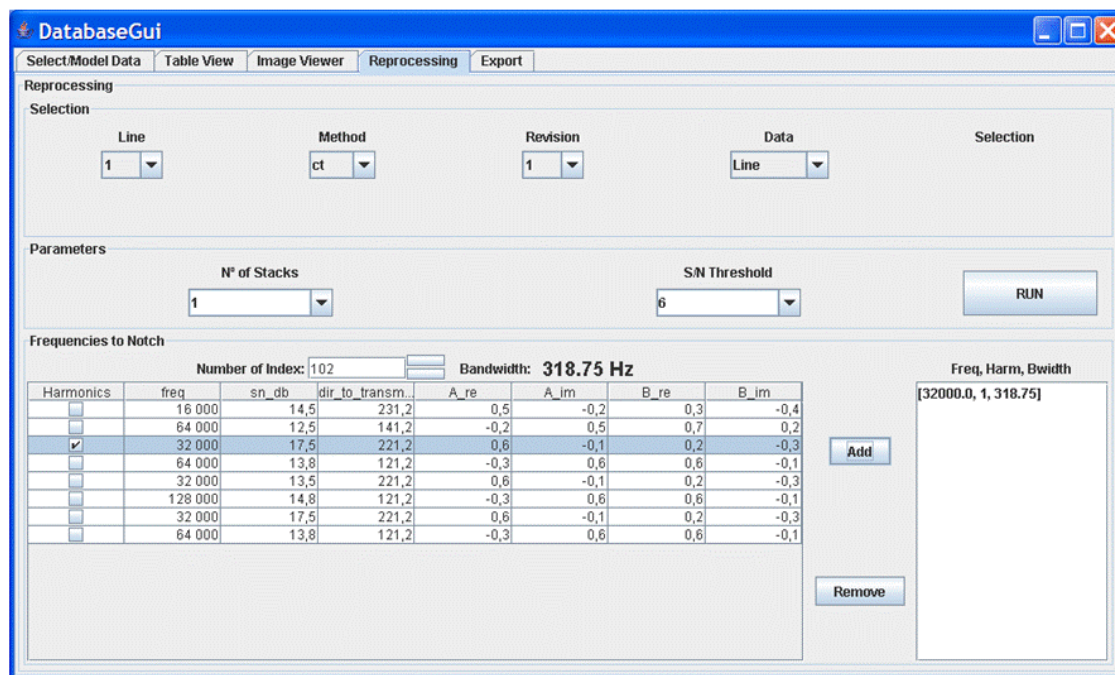 DatabaseGui
Select/Model Data Table View Image Viewer Reprocessing Export
Reprocessing
Selection
Line Method Revision Data Selection
1 ct 1 Line
Parameters
Nº of Stacks S/N Threshold
1 6 RUN
Frequencies to Notch
Number of Index: 102 Bandwidth: 318.75 Hz Freq, Harm, Bwidth
Harmonics freq sn_db dir_to_transm... A_re A_im B_re B_im [32000.0, 1, 318.75]
16 000 14,5 231,2 0,5 -0,2 0,3 -0,4
64 000 12,5 141,2 -0,2 0,5 0,7 0,2
32 000 17,5 221,2 0,6 -0,1 0,2 -0,3
64 000 13,8 121,2 -0,3 0,6 0,6 -0,1
32 000 13,5 221,2 0,6 -0,1 0,2 -0,3
128 000 14,8 121,2 -0,3 0,6 0,6 -0,1
32 000 17,5 221,2 0,6 -0,1 0,2 -0,3
64 000 13,8 121,2 -0,3 0,6 0,6 -0,1
Add
Remove